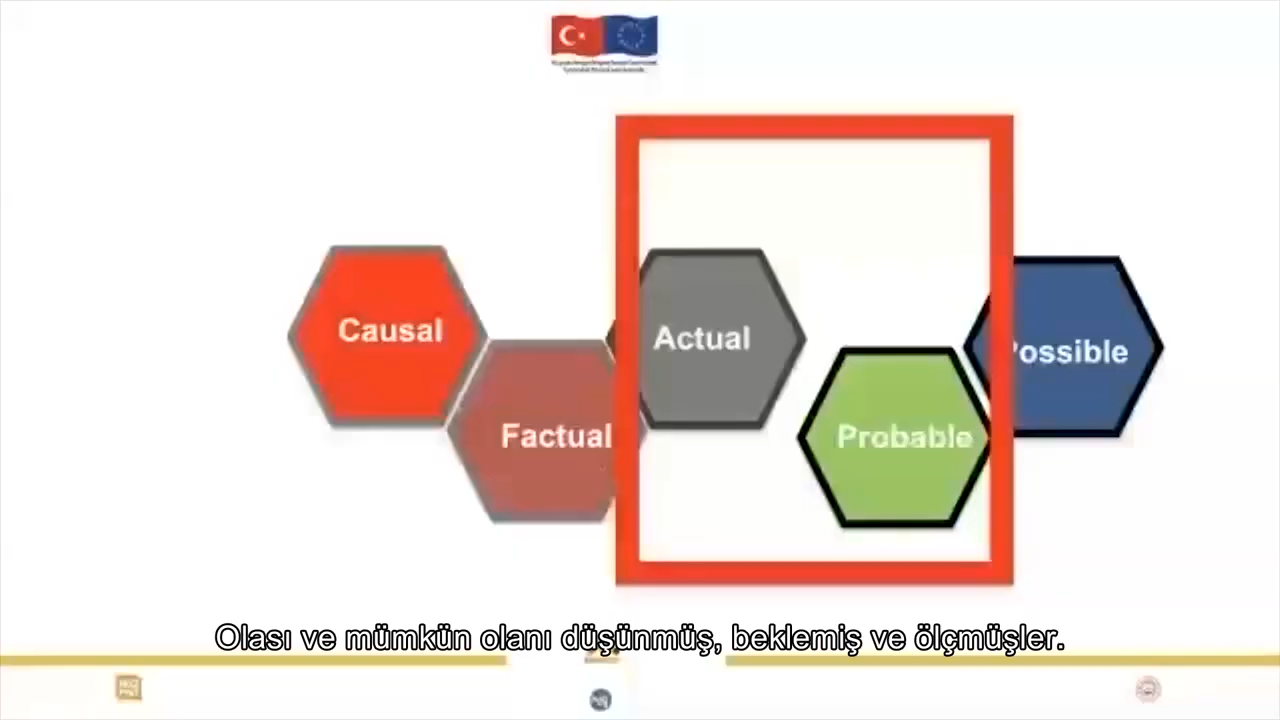 Causal
Actual
Possible
Factual
Probable
Olası ve mümkün olanı düşünmüş, beklemiş ve ölçmüşler.